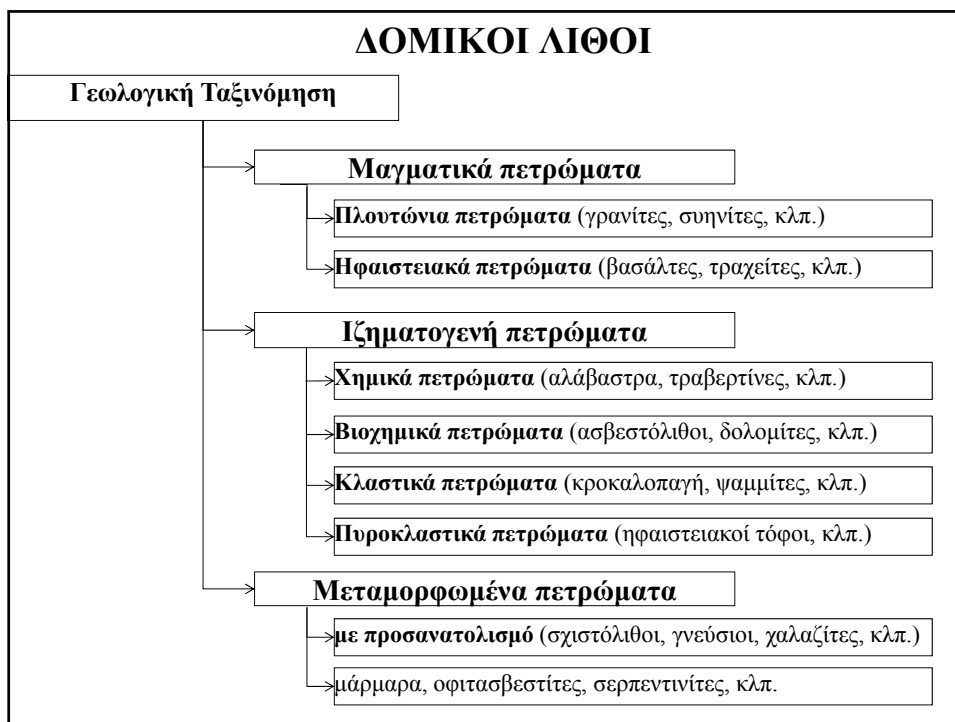 ΔΟΜΙΚΟΙ ΛΙΘΟΙ
Γεωλογική Ταξινόμηση
Μαγματικά πετρώματα
Πλουτώνια πετρώματα (γρανίτες, συηνίτες, κλπ.)
Ηφαιστειακά πετρώματα (βασάλτες, τραχείτες, κλπ.)
Ιζηματογενή πετρώματα
Χημικά πετρώματα (αλάβαστρα, τραβερτίνες, κλπ.)
Βιοχημικά πετρώματα (ασβεστόλιθοι, δολομίτες, κλπ.)
Κλαστικά πετρώματα (κροκαλοπαγή, ψαμμίτες, κλπ.)
Πυροκλαστικά πετρώματα (ηφαιστειακοί τόφοι, κλπ.)
Μεταμορφωμένα πετρώματα
με προσανατολισμό (σχιστόλιθοι, γνεύσιοι, χαλαζίτες, κλπ.)
μάρμαρα, οφιτασβεστίτες, σερπεντινίτες, κλπ.